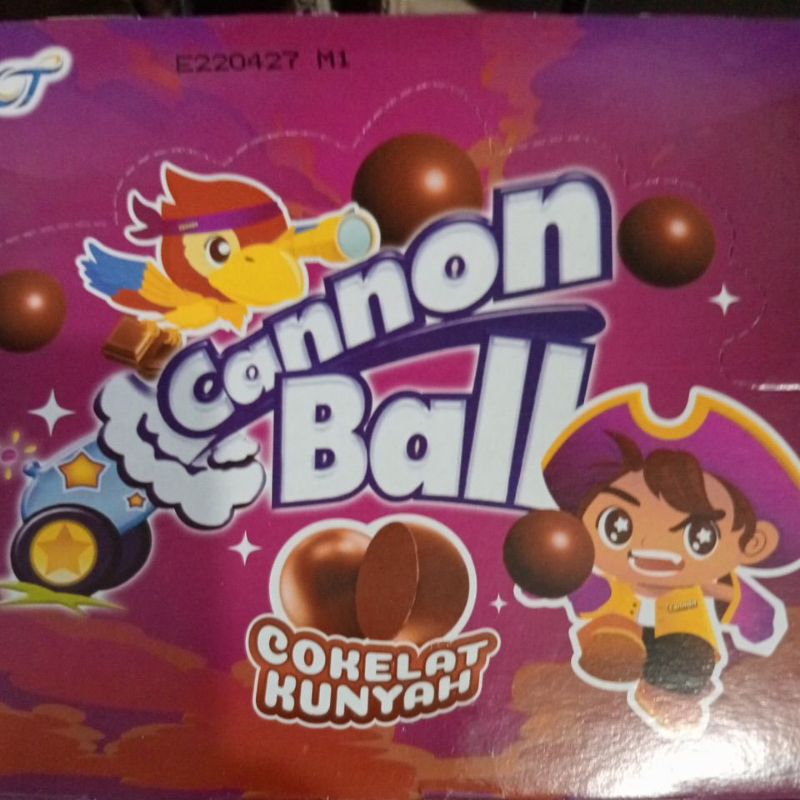 E220427 M1
Cannon
Ball
COKELAT
KUNYAH